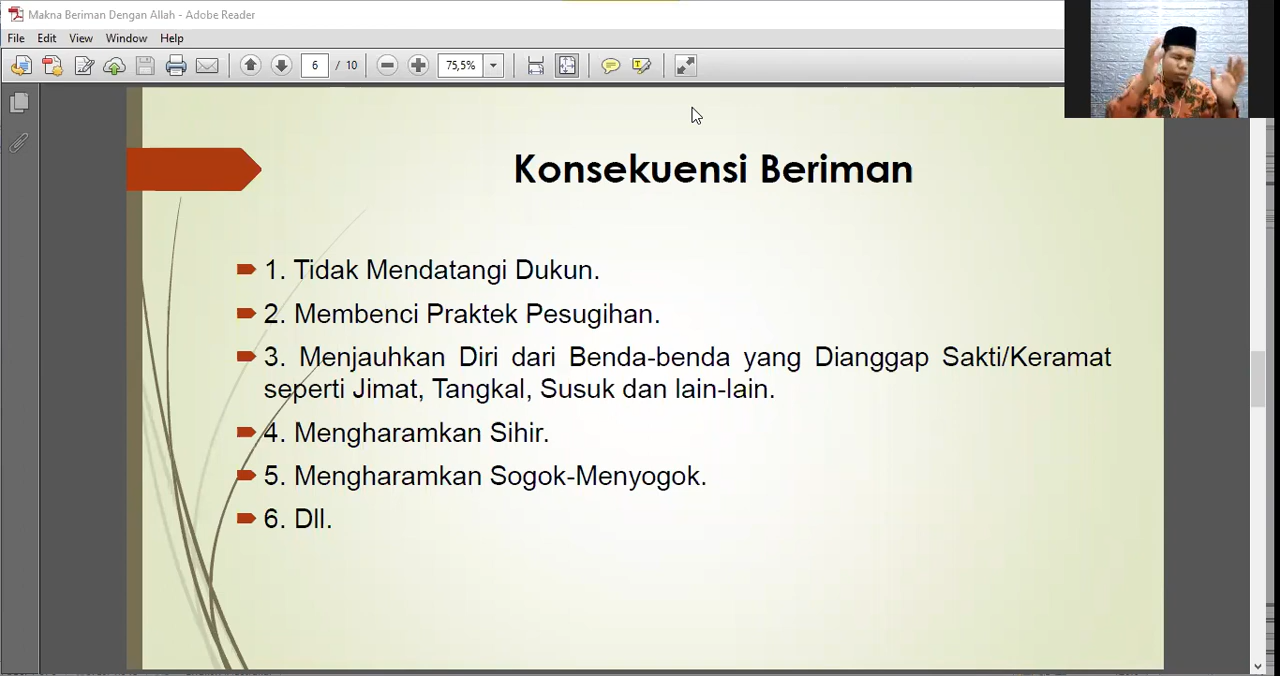 Makna Beriman Dengan Allah - Adobe Reader
File Edit View Window Help
6 / 10 75,5%
Konsekuensi Beriman
1. Tidak Mendatangi Dukun.
2. Membenci Praktek Pesugihan.
3. Menjauhkan Diri dari Benda-benda yang Dianggap Sakti/Keramat
seperti Jimat, Tangkal, Susuk dan lain-lain.
4. Mengharamkan Sihir.
5. Mengharamkan Sogok-Menyogok.
6. Dll.